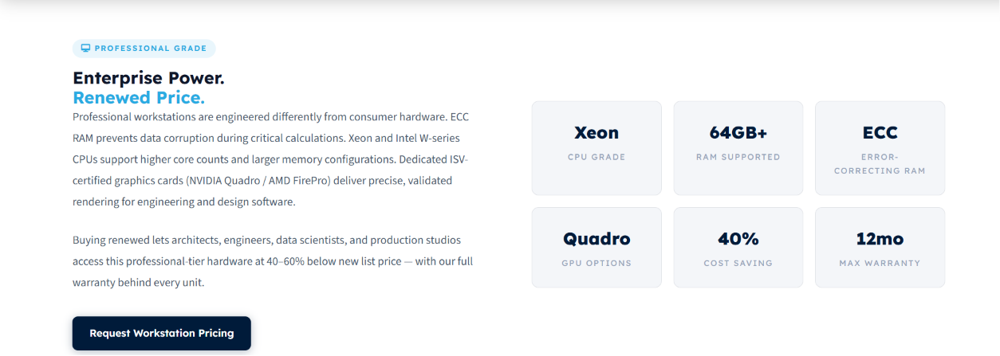 PROFESSIONAL GRADE
Enterprise Power.
Renewed Price.
Professional workstations are engineered differently from consumer hardware. ECC
RAM prevents data corruption during critical calculations. Xeon and Intel W-series
CPUs support higher core counts and larger memory configurations. Dedicated ISV-
certified graphics cards (NVIDIA Quadro / AMD FirePro) deliver precise, validated
rendering for engineering and design software.
Buying renewed lets architects, engineers, data scientists, and production studios
access this professional-tier hardware at 40–60% below new list price — with our full
warranty behind every unit.
Request Workstation Pricing
Xeon
CPU GRADE
64GB+
RAM SUPPORTED
ECC
ERROR-
CORRECTING RAM
Quadro
GPU OPTIONS
40%
COST SAVING
12mo
MAX WARRANTY